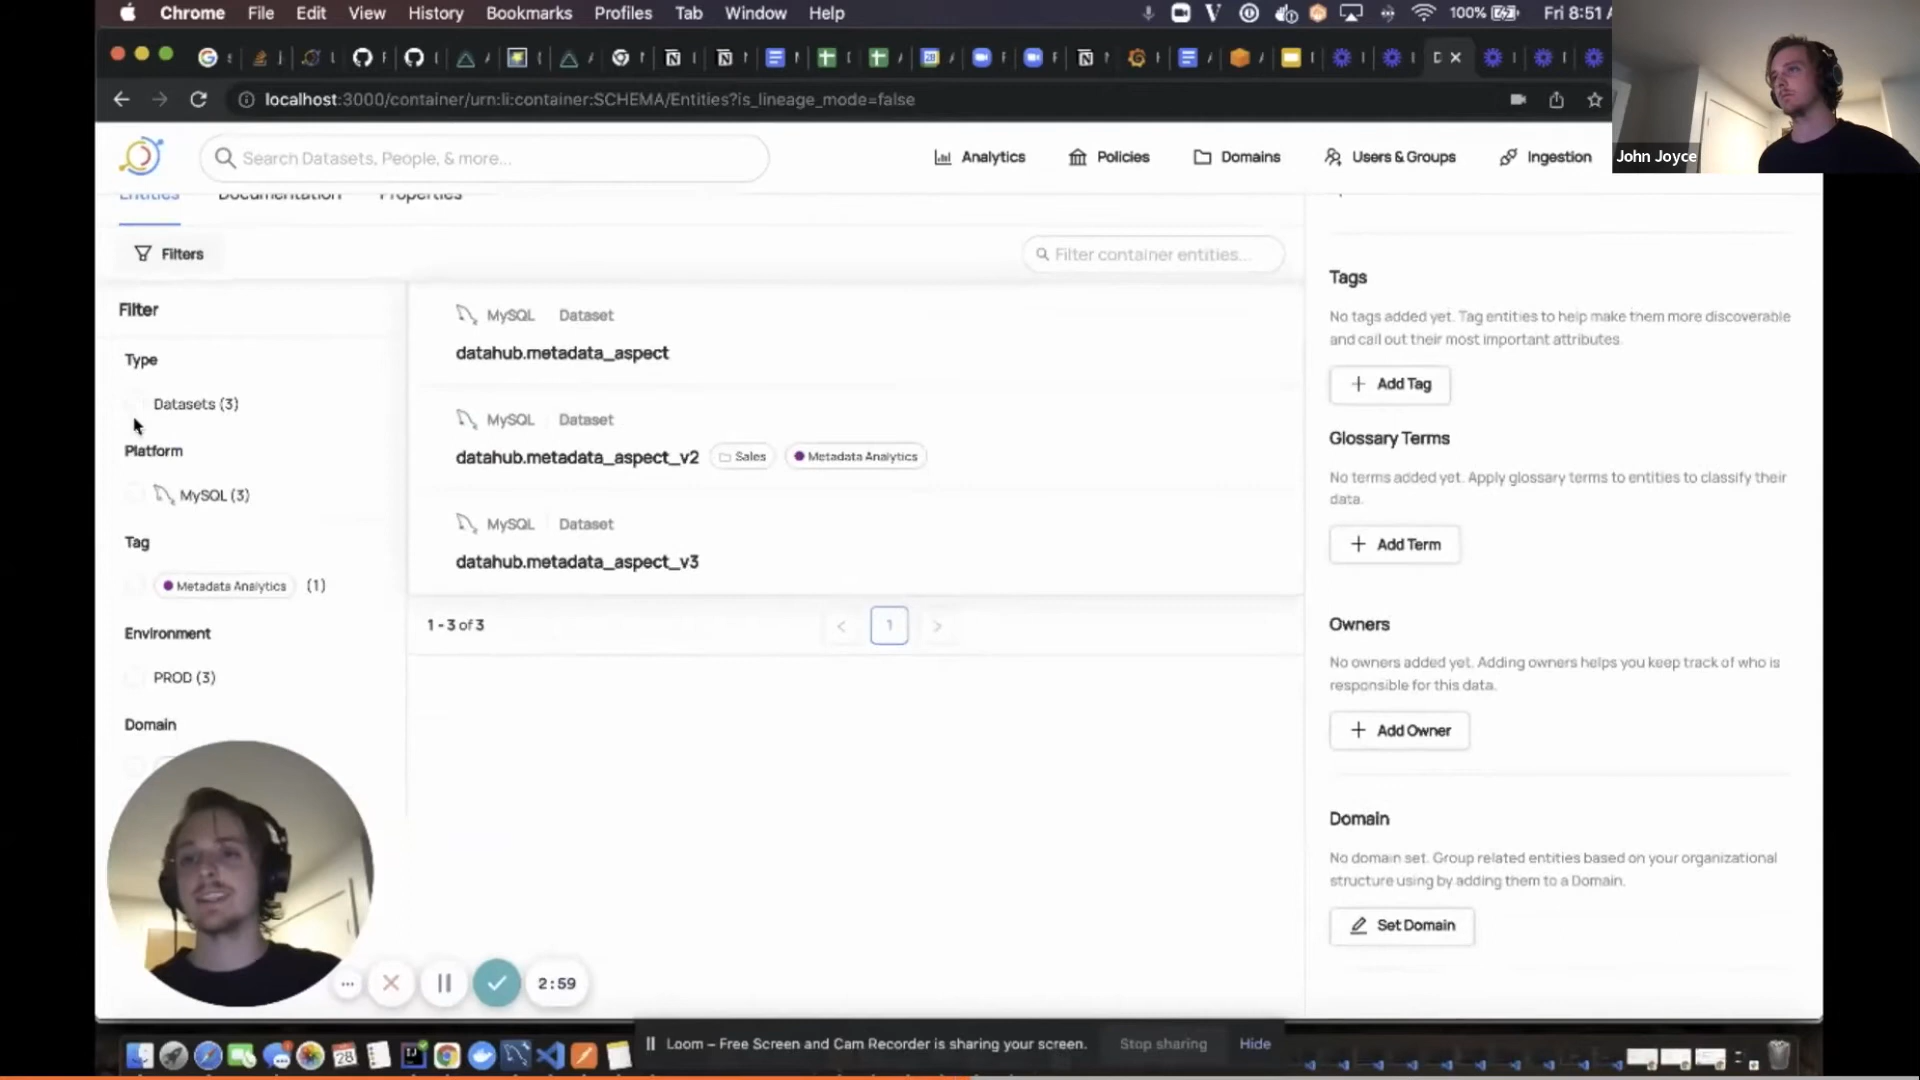 Chrome File Edit View History Bookmarks Profiles Tab Window Help
100%
Fri 8:51
localhost:3000/container/urn:li:container:SCHEMA/Entities?is_lineage_mode=false
John Joyce
Search Datasets, People, & more...
Analytics
Policies
Domains
Users & Groups
Ingestion
Entities
Documentation
Properties
Filters
Filter container entities...
Filter
Type
Datasets (3)
Platform
MySQL (3)
Tag
Metadata Analytics (1)
Environment
PROD (3)
Domain
MySQL Dataset
datahub.metadata_aspect
MySQL Dataset
datahub.metadata_aspect_v2 Sales Metadata Analytics
MySQL Dataset
datahub.metadata_aspect_v3
1 - 3 of 3
< 1 >
Tags
No tags added yet. Tag entities to help make them more discoverable
and call out their most important attributes.
+ Add Tag
Glossary Terms
No terms added yet. Apply glossary terms to entities to classify their
data.
+ Add Term
Owners
No owners added yet. Adding owners helps you keep track of who is
responsible for this data.
+ Add Owner
Domain
No domain set. Group related entities based on your organizational
structure using by adding them to a Domain.
Set Domain
2:59
Loom – Free Screen and Cam Recorder is sharing your screen.
Stop sharing
Hide